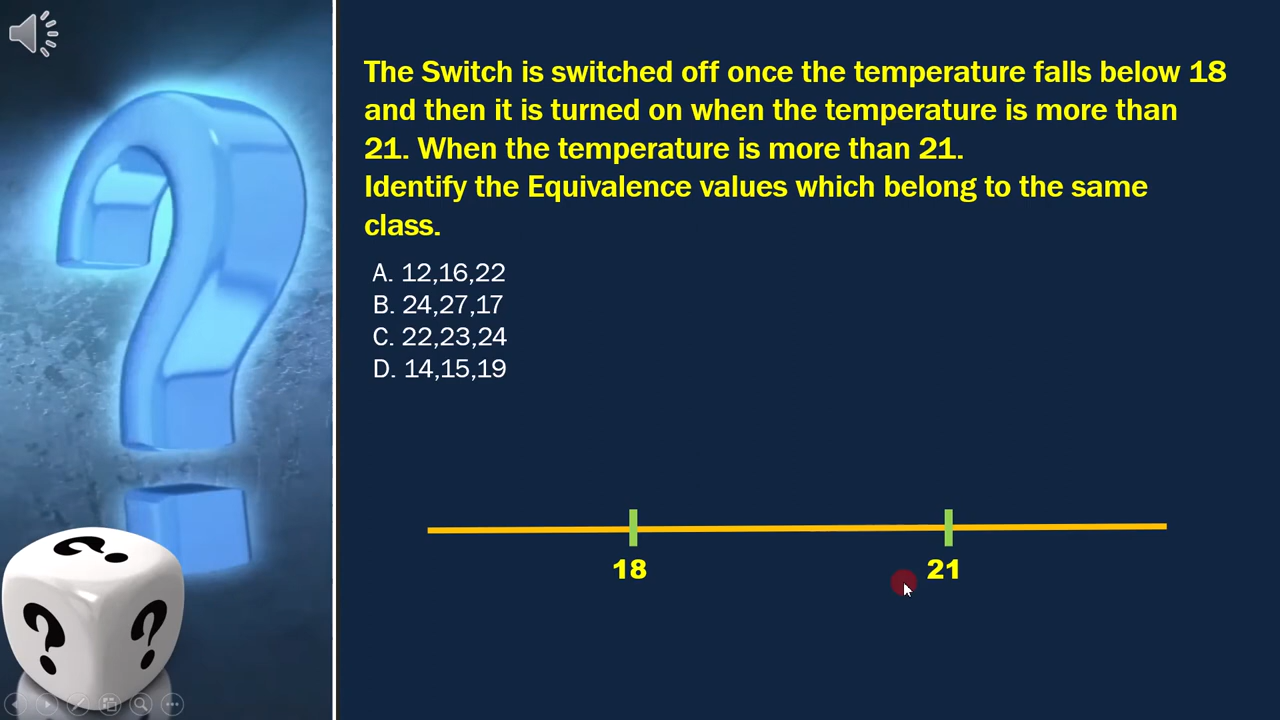 The Switch is switched off once the temperature falls below 18
and then it is turned on when the temperature is more than
21. When the temperature is more than 21.
Identify the Equivalence values which belong to the same
class.
A. 12,16,22
B. 24,27,17
C. 22,23,24
D. 14,15,19
18
21